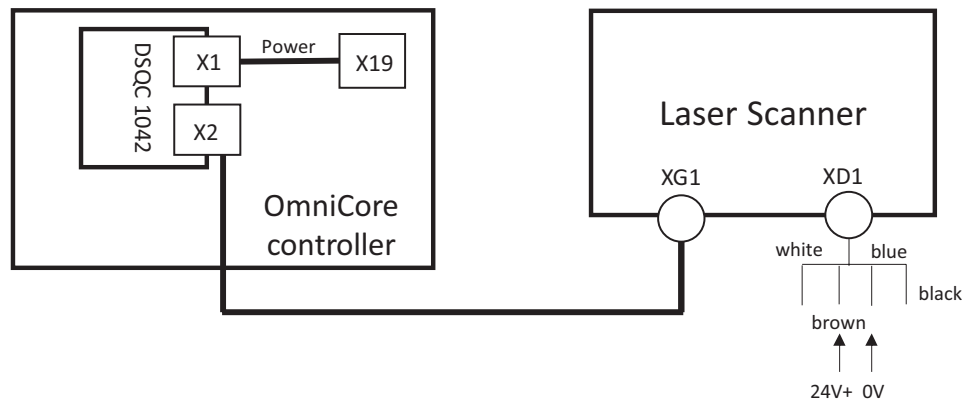 DSQC 1042
X1
Power
X19
X2
OmniCore
controller
Laser Scanner
XG1
XD1
white
blue
black
brown
24V+ 0V